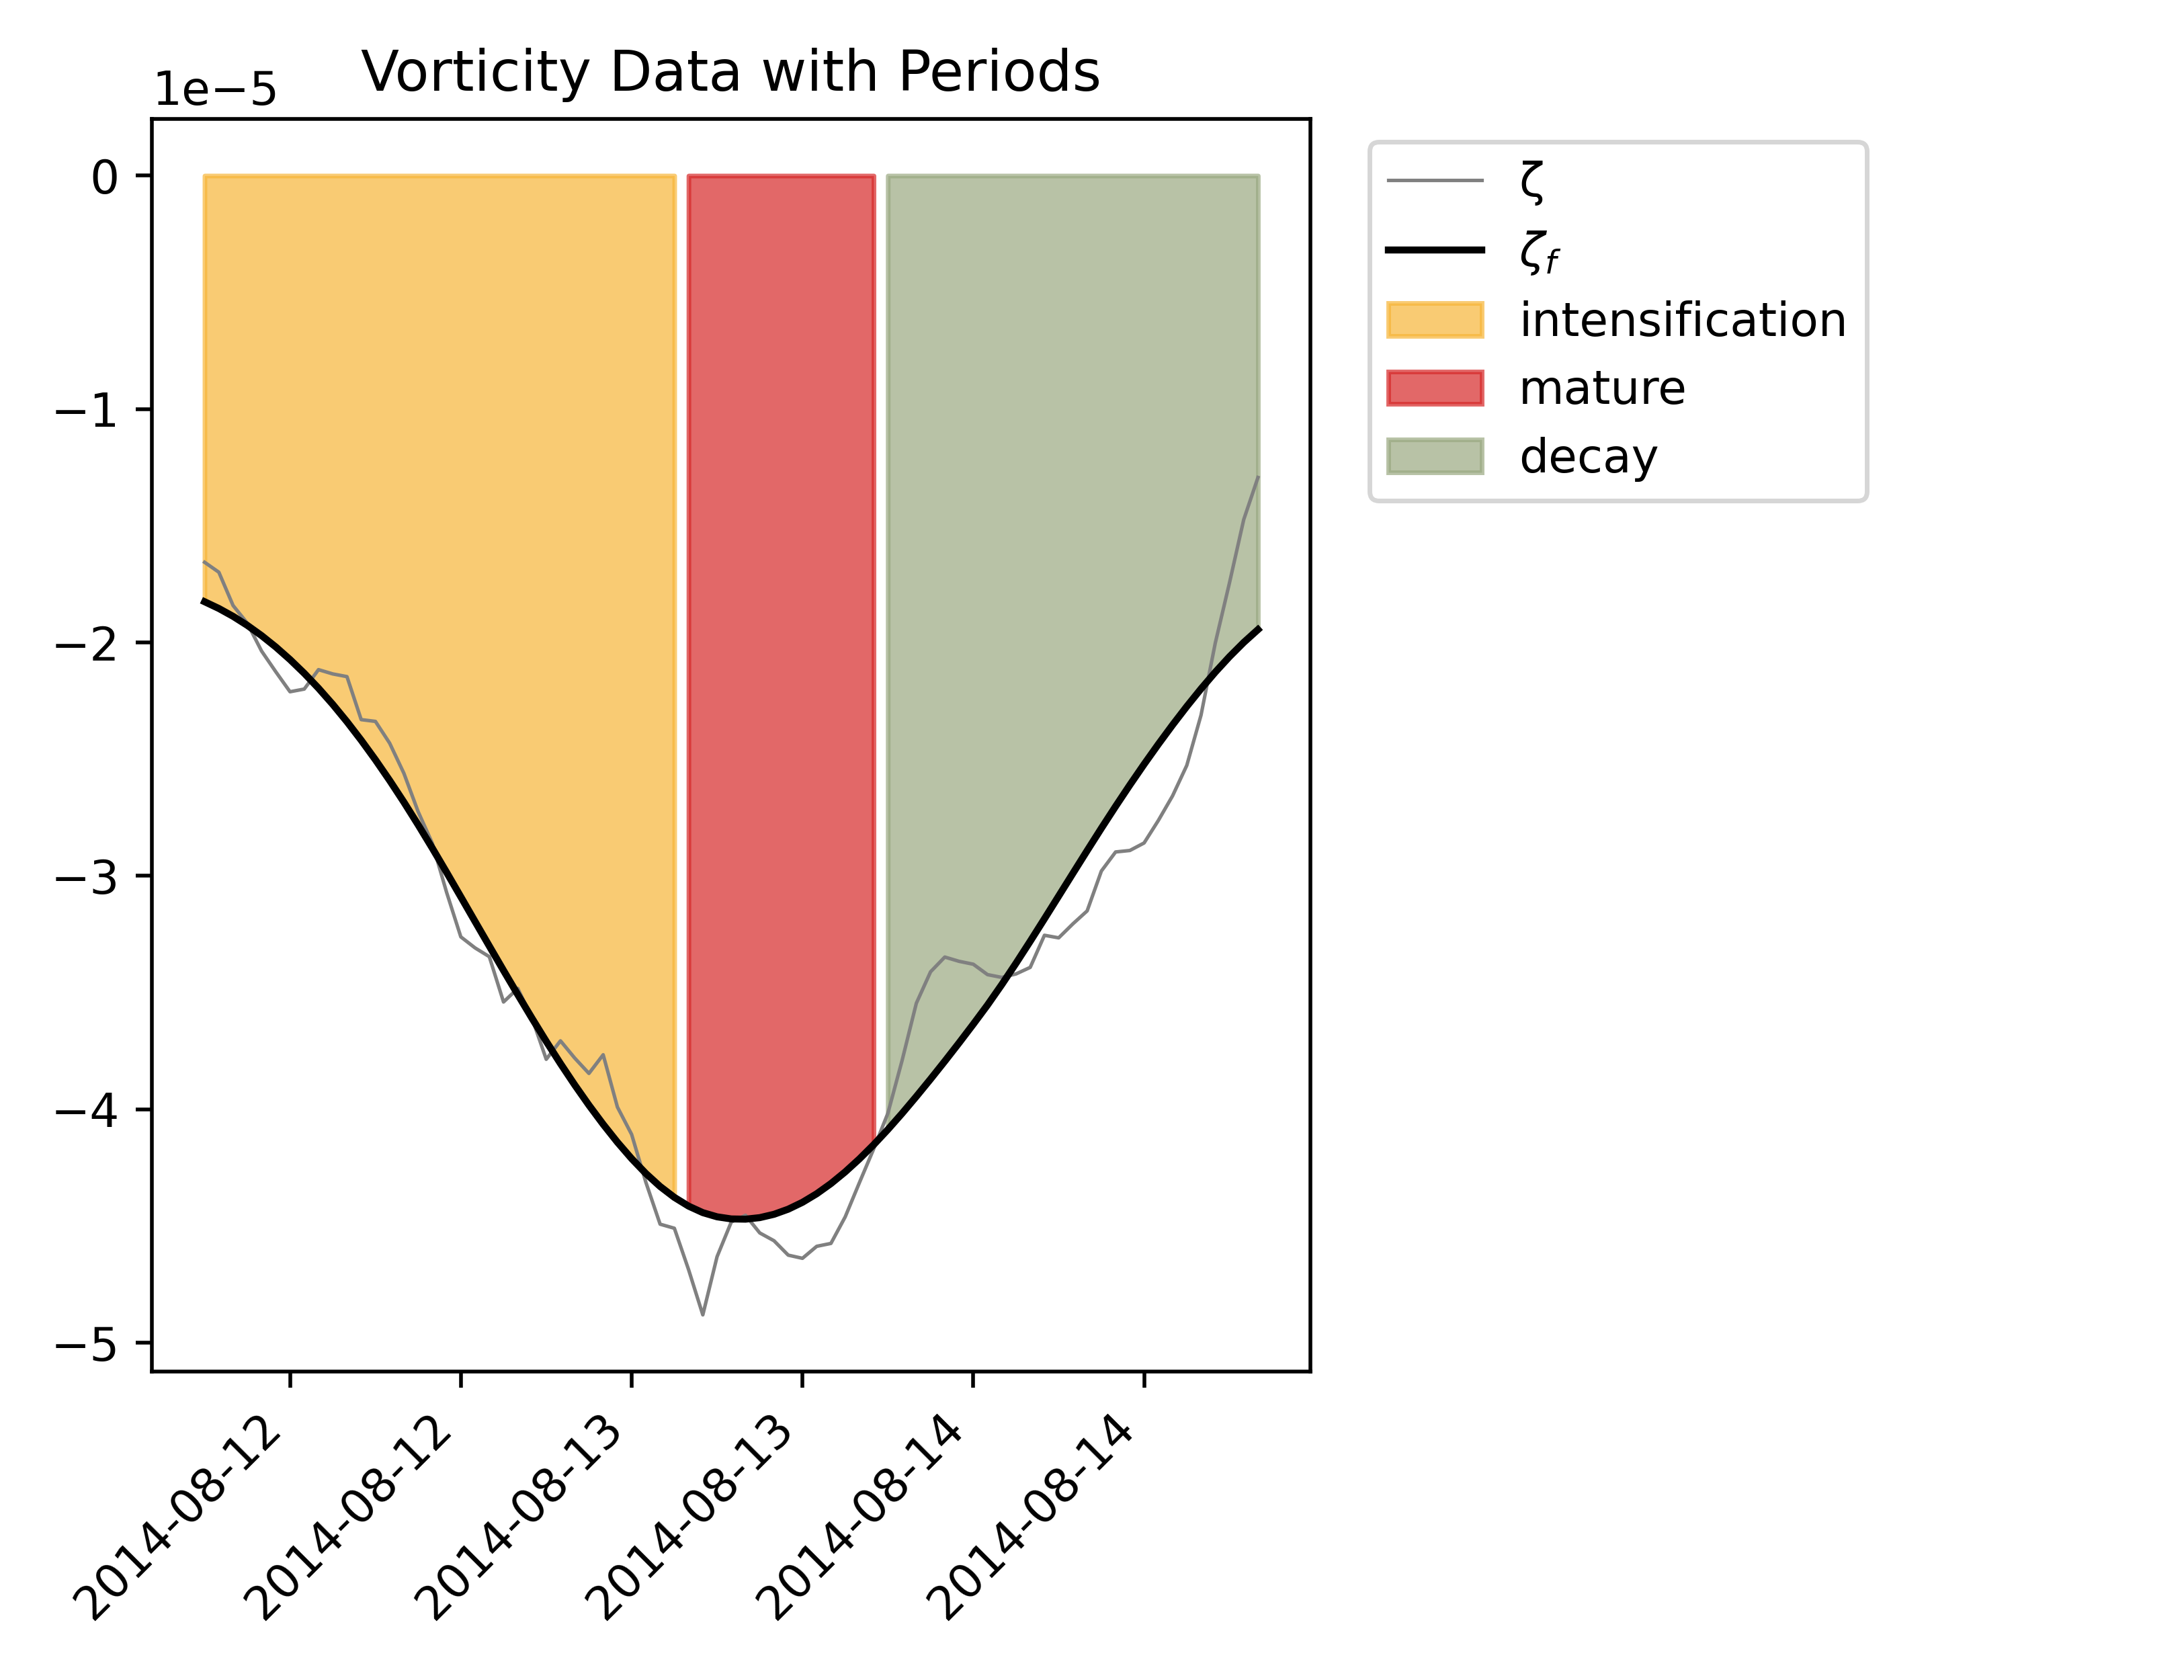 Vorticity Data with Periods
1e−5
0
−1
−2
−3
−4
−5
2014-08-12
2014-08-12
2014-08-13
2014-08-13
2014-08-14
2014-08-14
ζ
ζf
intensification
mature
decay